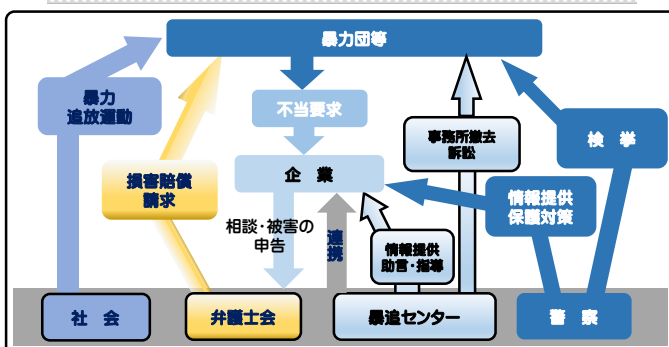 暴力団等
暴力
追放運動
不当要求
事務所撤去
訴訟
検 挙
企 業
損害賠償
請求
情報提供
保護対策
相談・被害の
申告
連携
情報提供
助言・指導
社 会
弁護士会
暴追センター
警 察